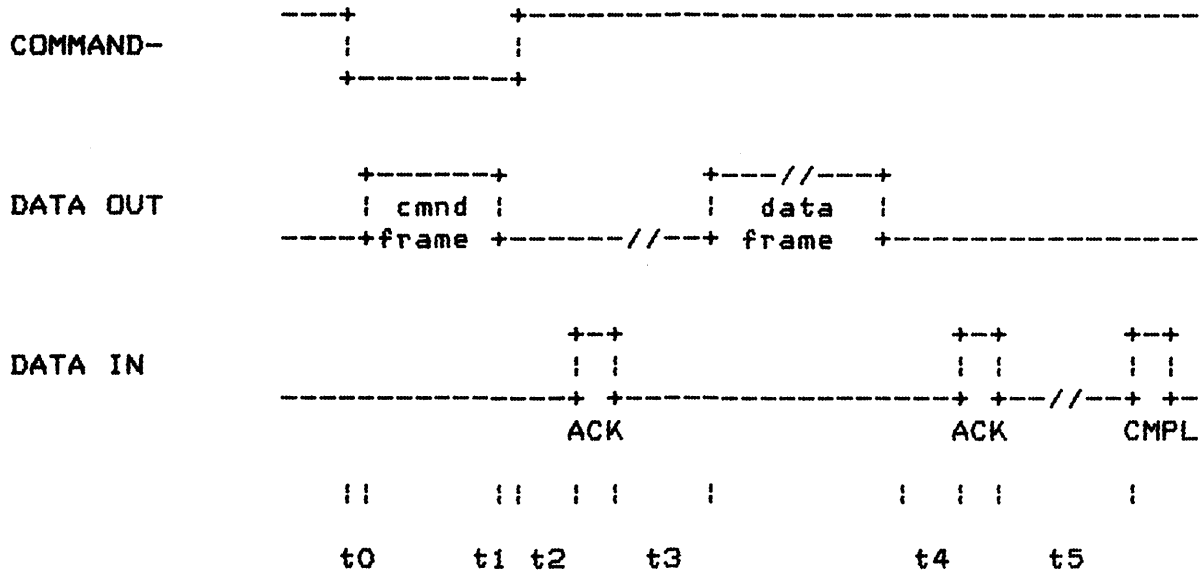 COMMAND-
DATA OUT
cmnd
frame
data
frame
DATA IN
ACK
ACK
CMPL
t0 t1 t2 t3 t4 t5